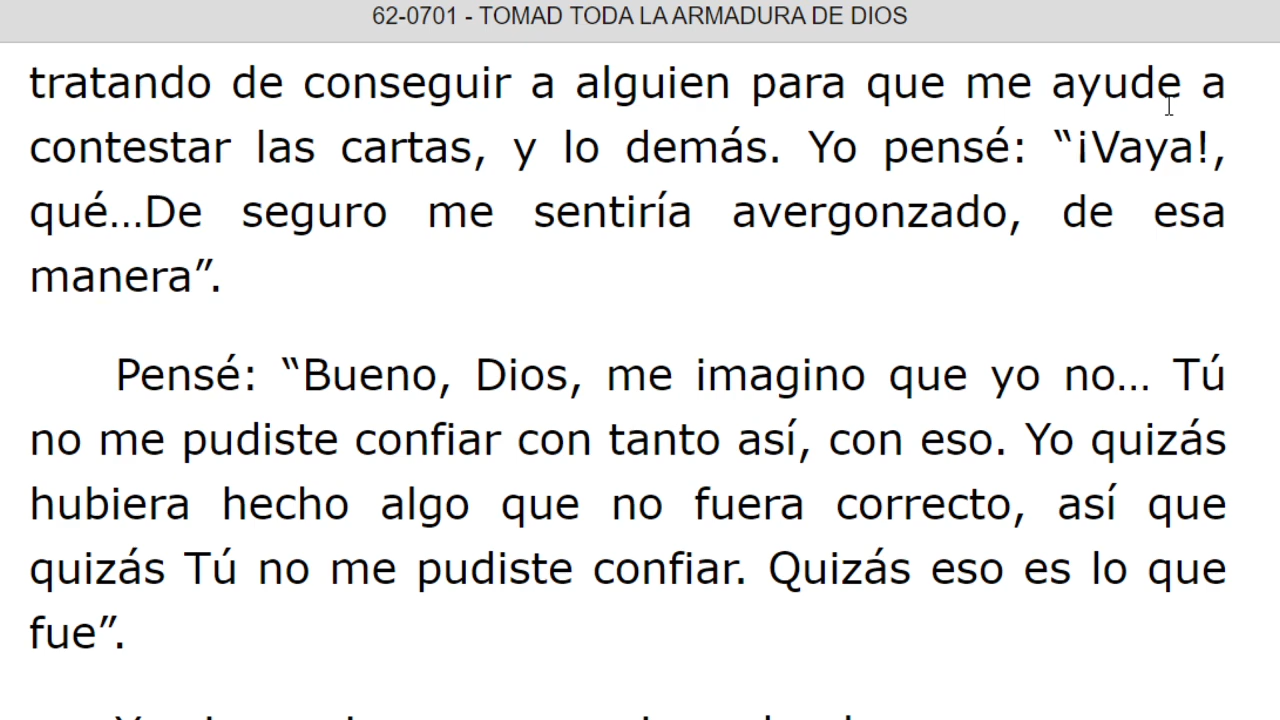 62-0701 - TOMAD TODA LA ARMADURA DE DIOS
tratando de conseguir a alguien para que me ayude a
contestar las cartas, y lo demás. Yo pensé: “¡Vaya!,
qué...De seguro me sentiría avergonzado, de esa
manera”.
Pensé: “Bueno, Dios, me imagino que yo no... Tú
no me pudiste confiar con tanto así, con eso. Yo quizás
hubiera hecho algo que no fuera correcto, así que
quizás Tú no me pudiste confiar. Quizás eso es lo que
fue”.